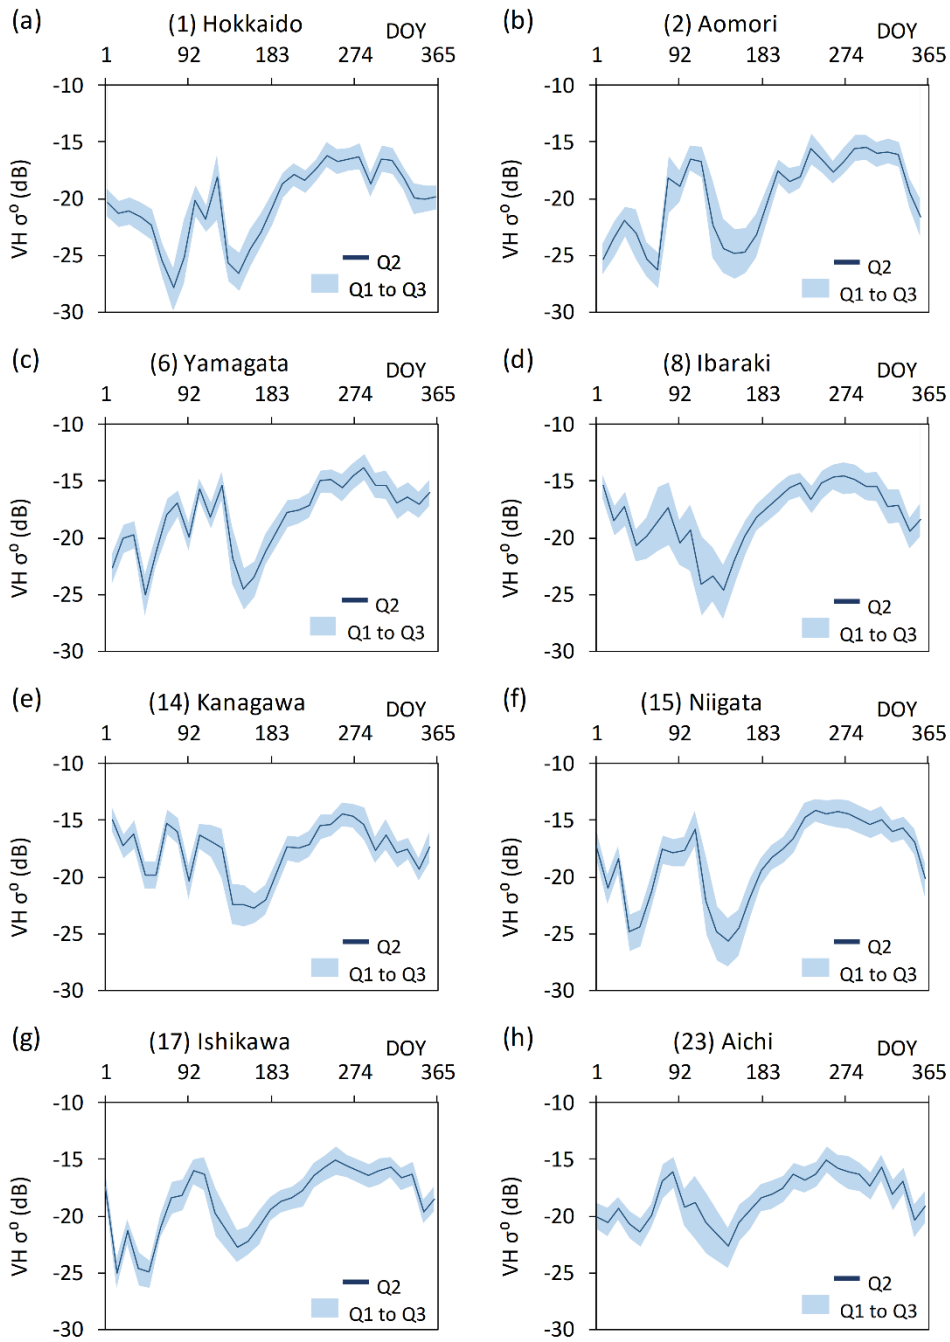 (a) (1) Hokkaido DOY
1 92 183 274 365
-10
-15
-20
-25
-30
VH σ⁰ (dB)
Q2
Q1 to Q3
(b) (2) Aomori DOY
1 92 183 274 365
-10
-15
-20
-25
-30
VH σ⁰ (dB)
Q2
Q1 to Q3
(c) (6) Yamagata DOY
1 92 183 274 365
-10
-15
-20
-25
-30
VH σ⁰ (dB)
Q2
Q1 to Q3
(d) (8) Ibaraki DOY
1 92 183 274 365
-10
-15
-20
-25
-30
VH σ⁰ (dB)
Q2
Q1 to Q3
(e) (14) Kanagawa DOY
1 92 183 274 365
-10
-15
-20
-25
-30
VH σ⁰ (dB)
Q2
Q1 to Q3
(f) (15) Niigata DOY
1 92 183 274 365
-10
-15
-20
-25
-30
VH σ⁰ (dB)
Q2
Q1 to Q3
(g) (17) Ishikawa DOY
1 92 183 274 365
-10
-15
-20
-25
-30
VH σ⁰ (dB)
Q2
Q1 to Q3
(h) (23) Aichi DOY
1 92 183 274 365
-10
-15
-20
-25
-30
VH σ⁰ (dB)
Q2
Q1 to Q3